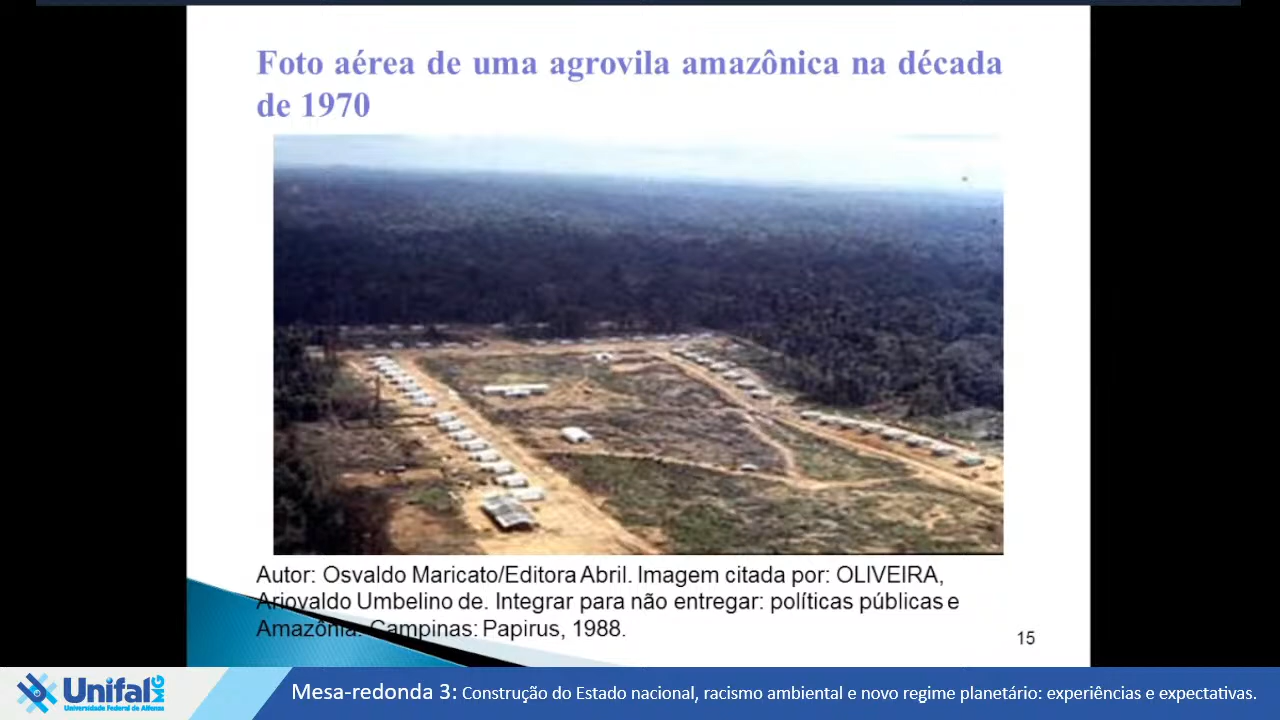 Foto aérea de uma agrovila amazônica na década
de 1970
Autor: Osvaldo Maricato/Editora Abril. Imagem citada por: OLIVEIRA,
Ariovaldo Umbelino de. Integrar para não entregar: políticas públicas e
Amazônia. Campinas: Papirus, 1988.
15
Unifal MG
Universidade Federal de Alfenas
Mesa-redonda 3: Construção do Estado nacional, racismo ambiental e novo regime planetário: experiências e expectativas.